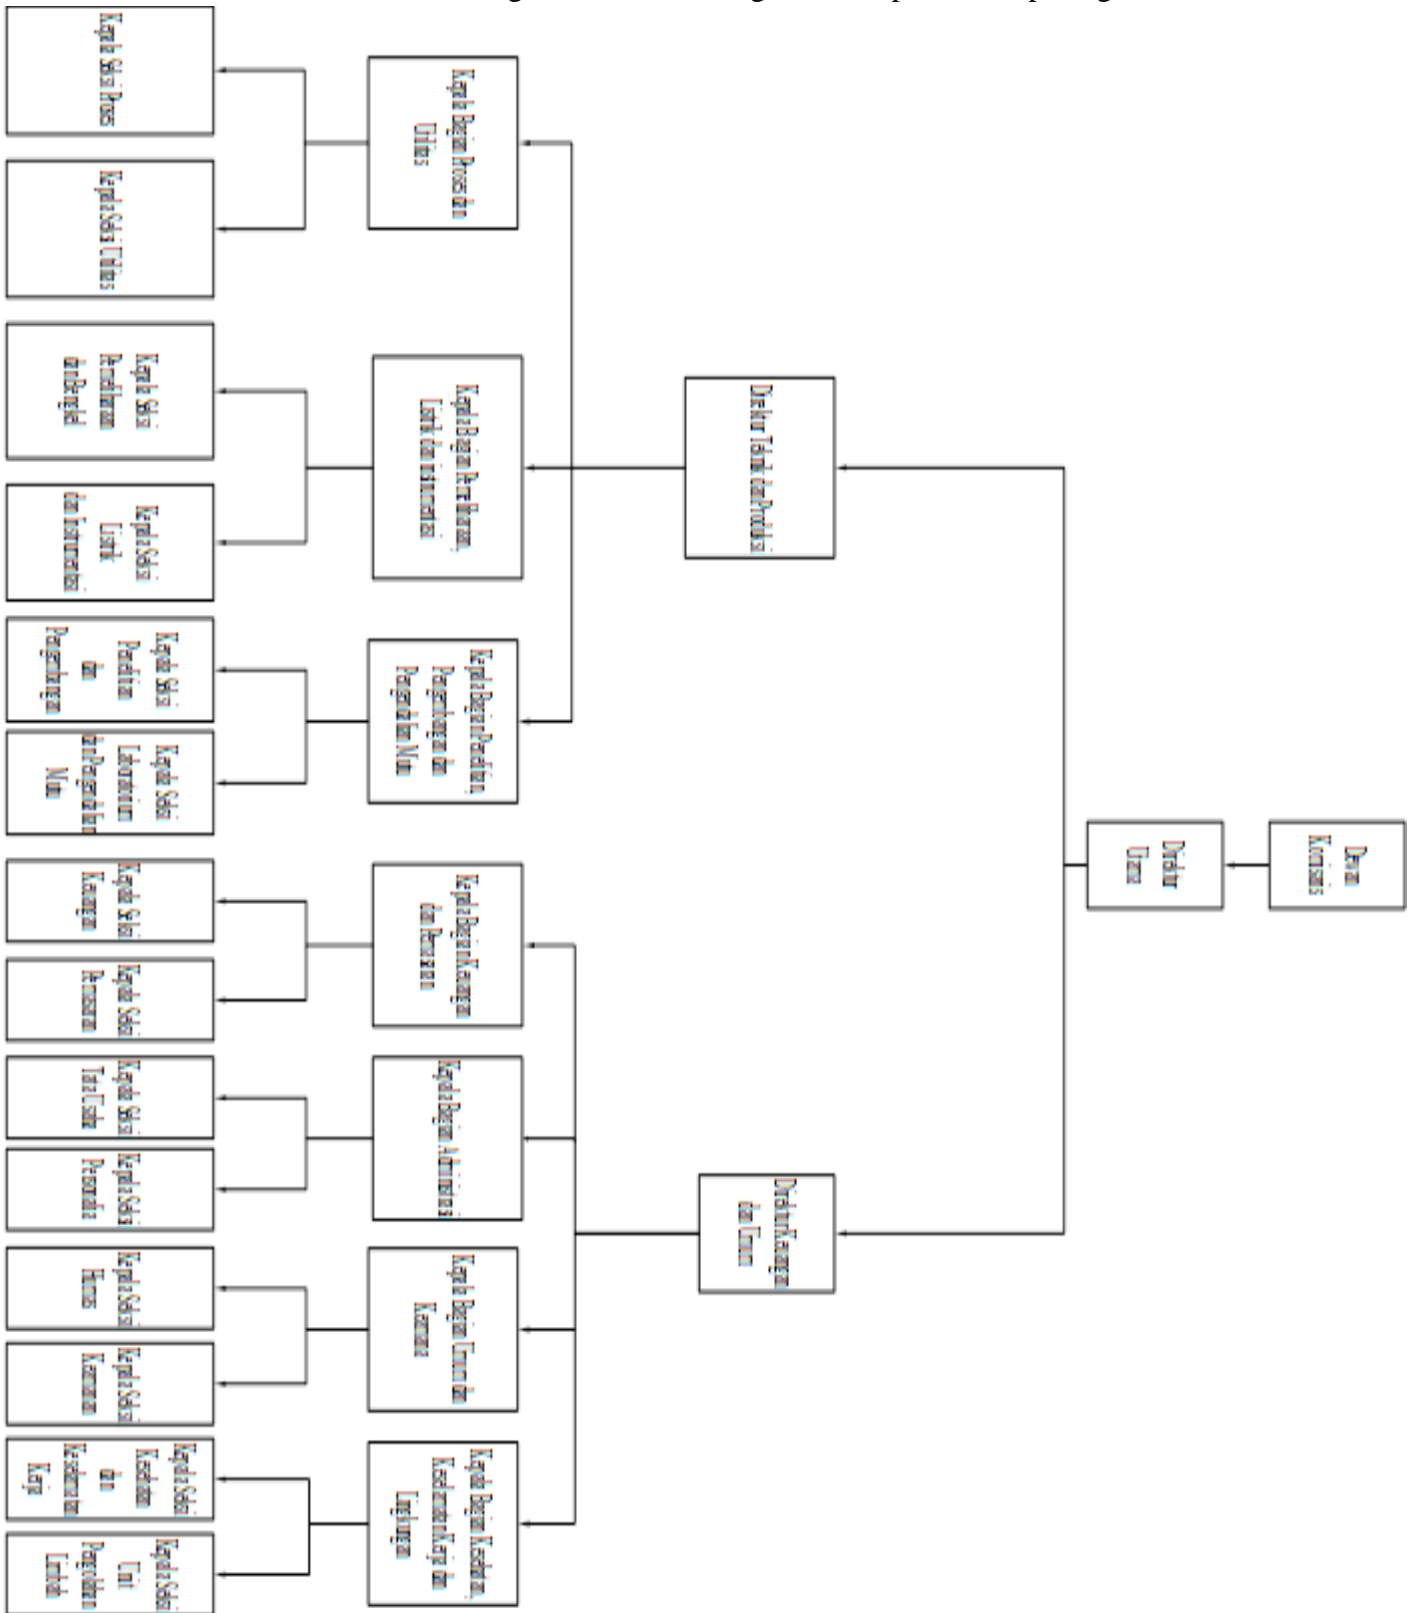 Dewan
Komisaris
Direktur
Utama
Direktur Teknik dan Produksi
Direktur Keuangan
dan Umum
Kepala Bagian Proses dan
Utilitas
Kepala Bagian Pemeliharaan,
Listrik dan instrumentasi
Kepala Bagian Penelitian,
Pengembangan dan
Pengendalian Mutu
Kepala Bagian Keuangan
dan Pemasaran
Kepala Bagian Administrasi
Kepala Bagian Umum dan
Keamanan
Kepala Bagian Kesehatan,
Keselamatan Kerja dan
Lingkungan
Kepala Seksi Proses
Kepala Seksi Utilitas
Kepala Seksi
Pemeliharaan
dan Bengkel
Kepala Seksi
Listrik
dan Instrumentasi
Kepala Seksi
Penelitian
dan
Pengembangan
Kepala Seksi
Laboratorium
dan Pengendalian
Mutu
Kepala Seksi
Keuangan
Kepala Seksi
Pemasaran
Kepala Seksi
Tata Usaha
Kepala Seksi
Personalia
Kepala Seksi
Humas
Kepala Seksi
Keamanan
Kepala Seksi
Kesehatan
dan
Keselamatan
Kerja
Kepala Seksi
Unit
Pengolahan
Limbah